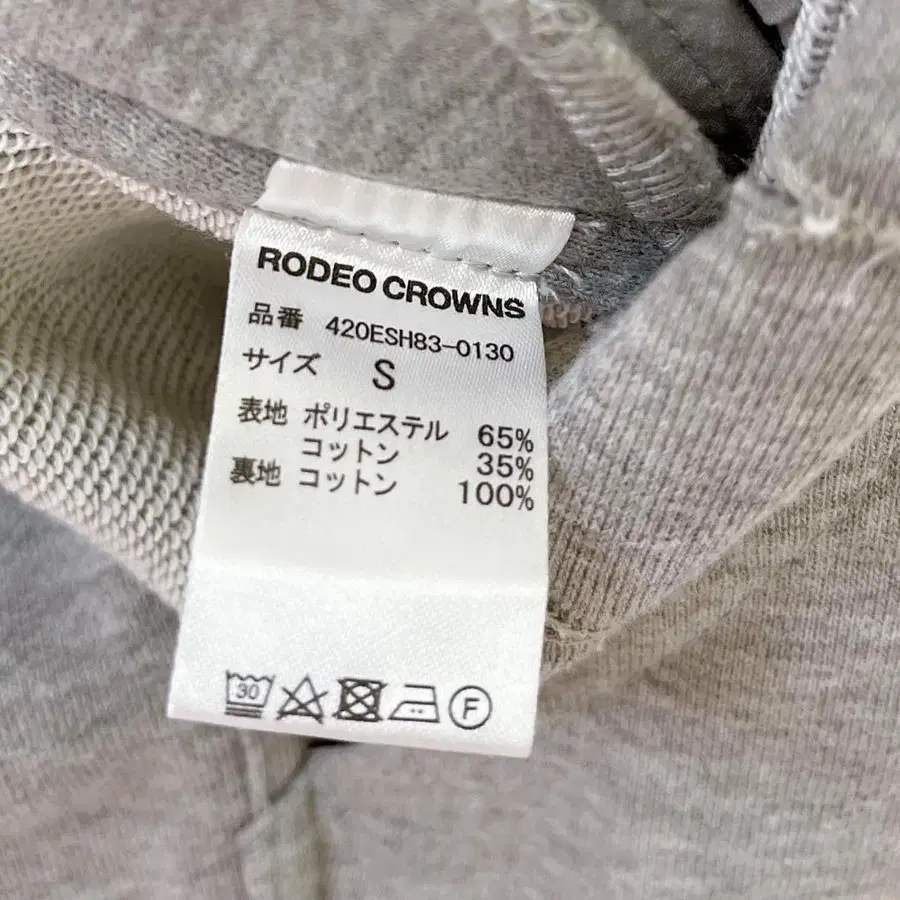 RODEO CROWNS
品番 420ESH83-0130
サイズ S
表地 ポリエステル 65%
コットン 35%
裏地 コットン 100%
30
F